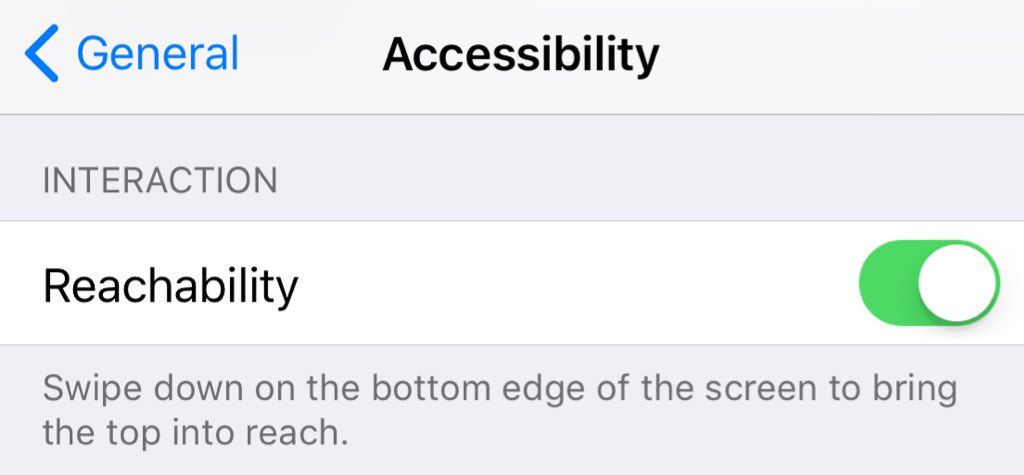 General Accessibility
INTERACTION
Reachability
Swipe down on the bottom edge of the screen to bring
the top into reach.